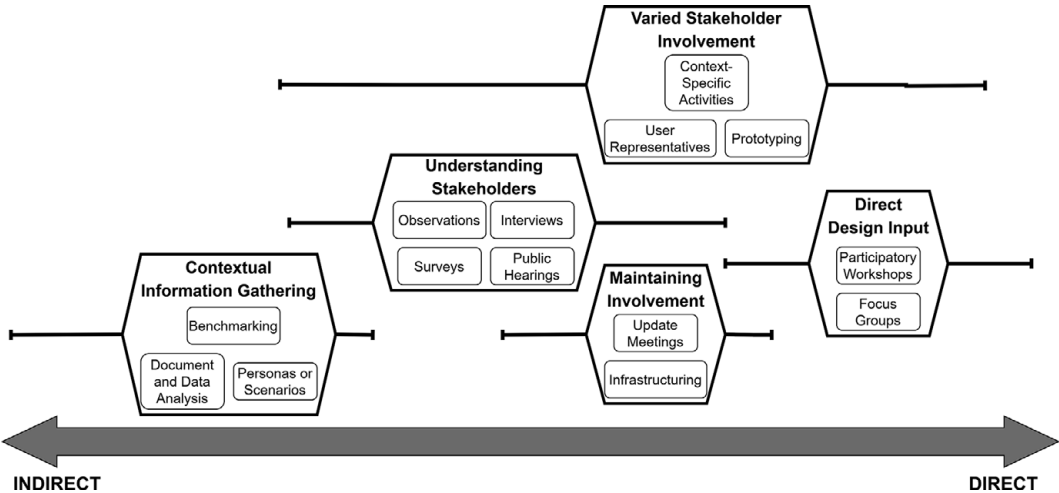 Varied Stakeholder
Involvement
Context-
Specific
Activities
User
Representatives
Prototyping
Understanding
Stakeholders
Observations
Interviews
Surveys
Public
Hearings
Direct
Design Input
Participatory
Workshops
Focus
Groups
Contextual
Information Gathering
Benchmarking
Document
and Data
Analysis
Personas or
Scenarios
Maintaining
Involvement
Update
Meetings
Infrastructuring
INDIRECT
DIRECT